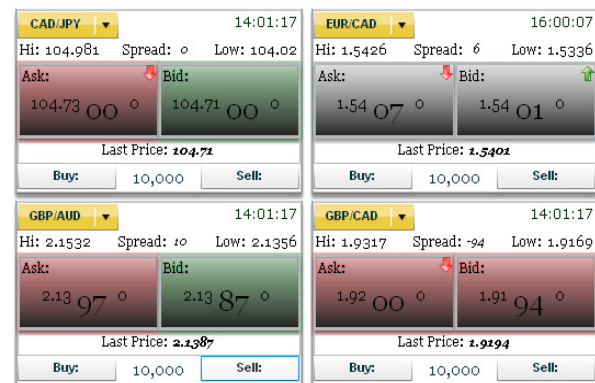 CAD/JPY 14:01:17
Hi: 104.981 Spread: 0 Low: 104.02
Ask: Bid:
104.73 00 0 104.71 00 0
Last Price: 104.71
Buy: 10,000 Sell:
EUR/CAD 16:00:07
Hi: 1.5426 Spread: 6 Low: 1.5336
Ask: Bid:
1.54 07 0 1.54 01 0
Last Price: 1.5401
Buy: 10,000 Sell:
GBP/AUD 14:01:17
Hi: 2.1532 Spread: 10 Low: 2.1356
Ask: Bid:
2.13 97 0 2.13 87 0
Last Price: 2.1387
Buy: 10,000 Sell:
GBP/CAD 14:01:17
Hi: 1.9317 Spread: -94 Low: 1.9169
Ask: Bid:
1.92 00 0 1.91 94 0
Last Price: 1.9194
Buy: 10,000 Sell: